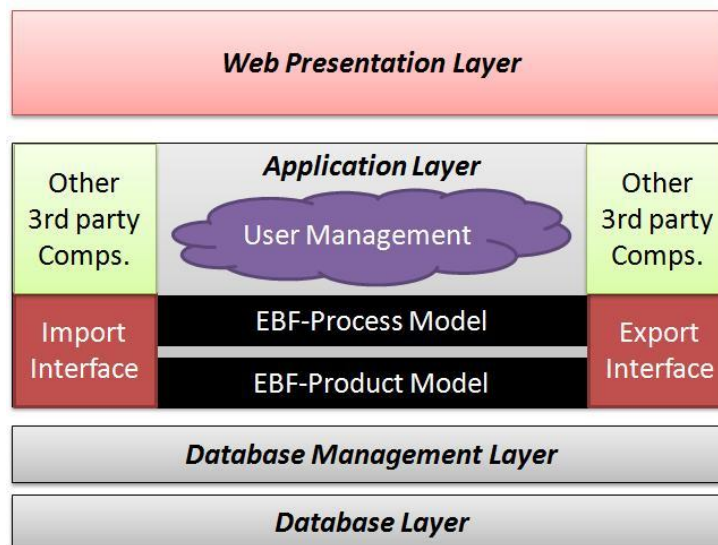 Web Presentation Layer
Application Layer
Other
3rd party
Comps.
User Management
Other
3rd party
Comps.
Import
Interface
EBF-Process Model
EBF-Product Model
Export
Interface
Database Management Layer
Database Layer